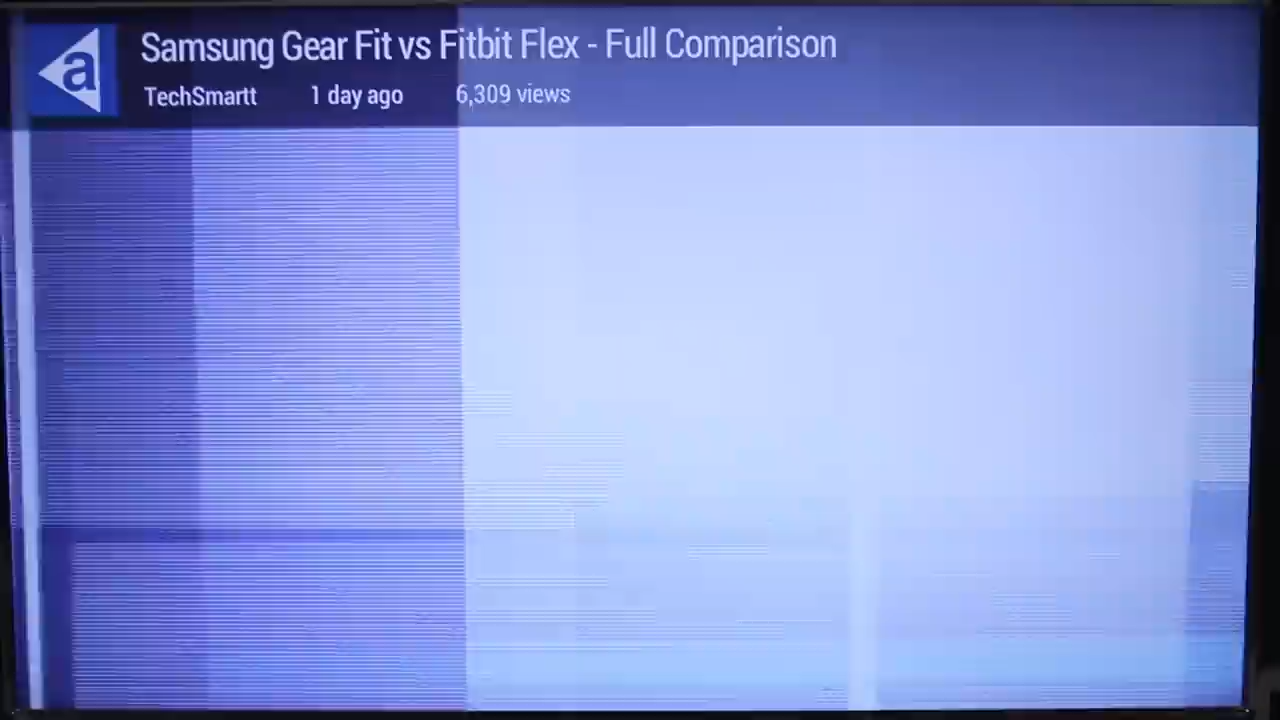 Samsung Gear Fit vs Fitbit Flex - Full Comparison
a
TechSmartt 1 day ago 6,309 views